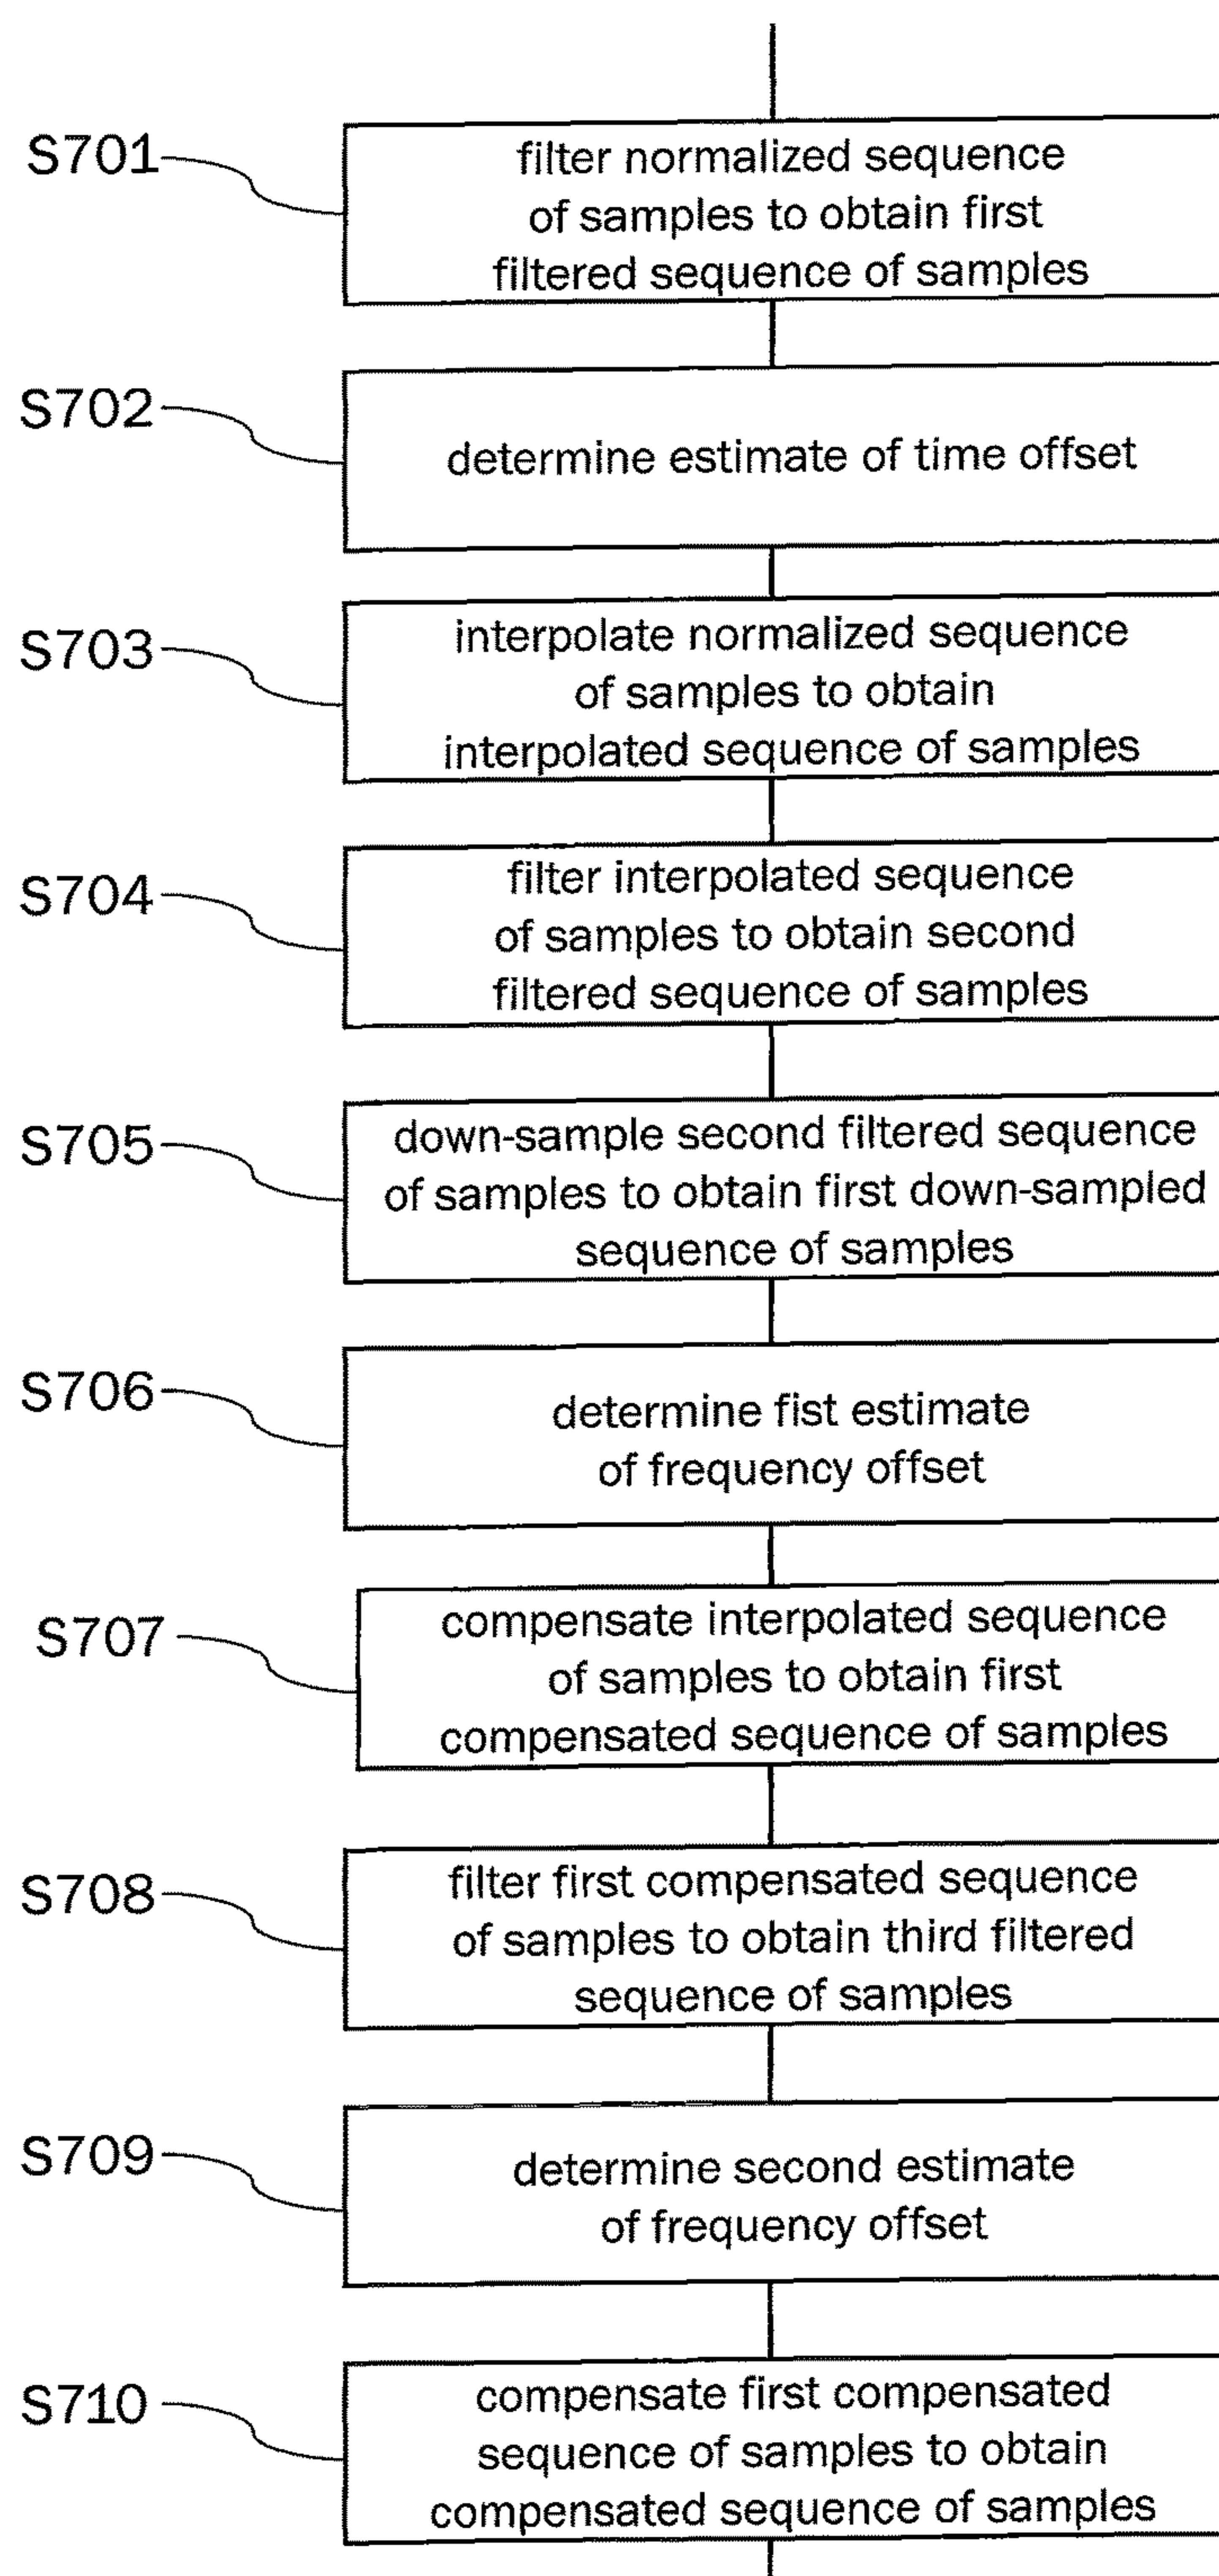 S701
filter normalized sequence
of samples to obtain first
filtered sequence of samples
S702
determine estimate of time offset
S703
interpolate normalized sequence
of samples to obtain
interpolated sequence of samples
S704
filter interpolated sequence
of samples to obtain second
filtered sequence of samples
S705
down-sample second filtered sequence
of samples to obtain first down-sampled
sequence of samples
S706
determine fist estimate
of frequency offset
S707
compensate interpolated sequence
of samples to obtain first
compensated sequence of samples
S708
filter first compensated sequence
of samples to obtain third filtered
sequence of samples
S709
determine second estimate
of frequency offset
S710
compensate first compensated
sequence of samples to obtain
compensated sequence of samples